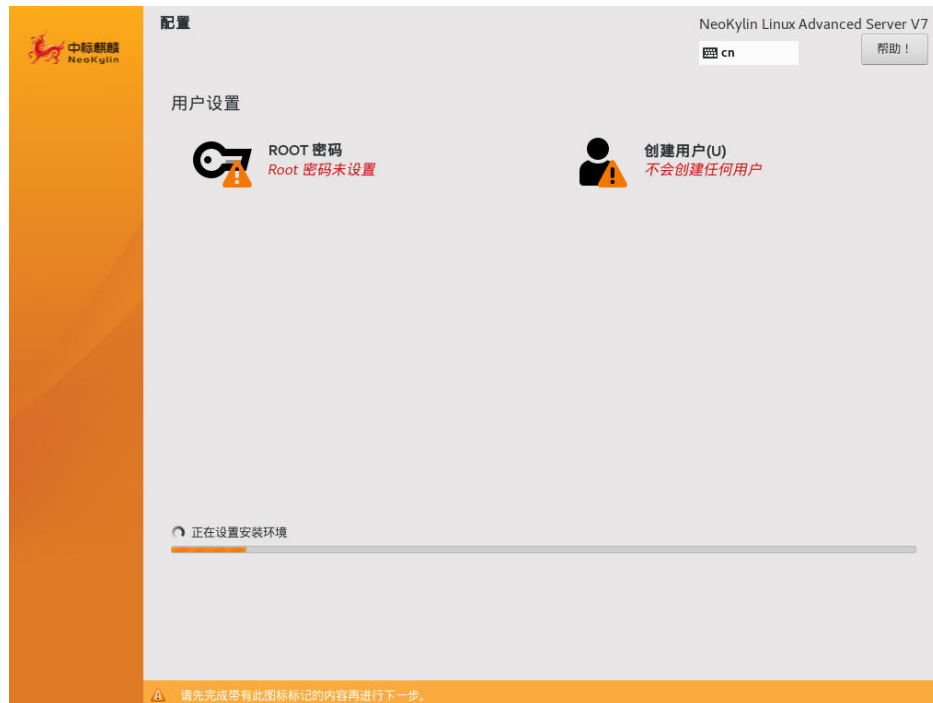 中标麒麟
NeoKylin
配置
NeoKylin Linux Advanced Server V7
cn
帮助！
用户设置
ROOT 密码
Root 密码未设置
创建用户(U)
不会创建任何用户
正在设置安装环境
请先完成带有此图标标记的内容再进行下一步。